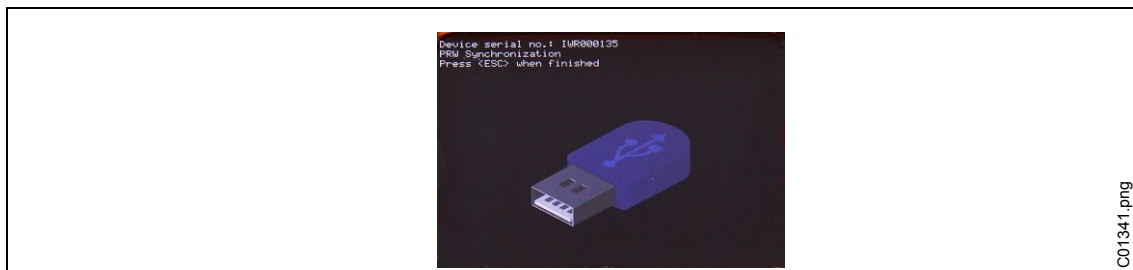 Device serial no.: IWR000135
PRW Synchronization
Press <ESC> when finished
C01341.png